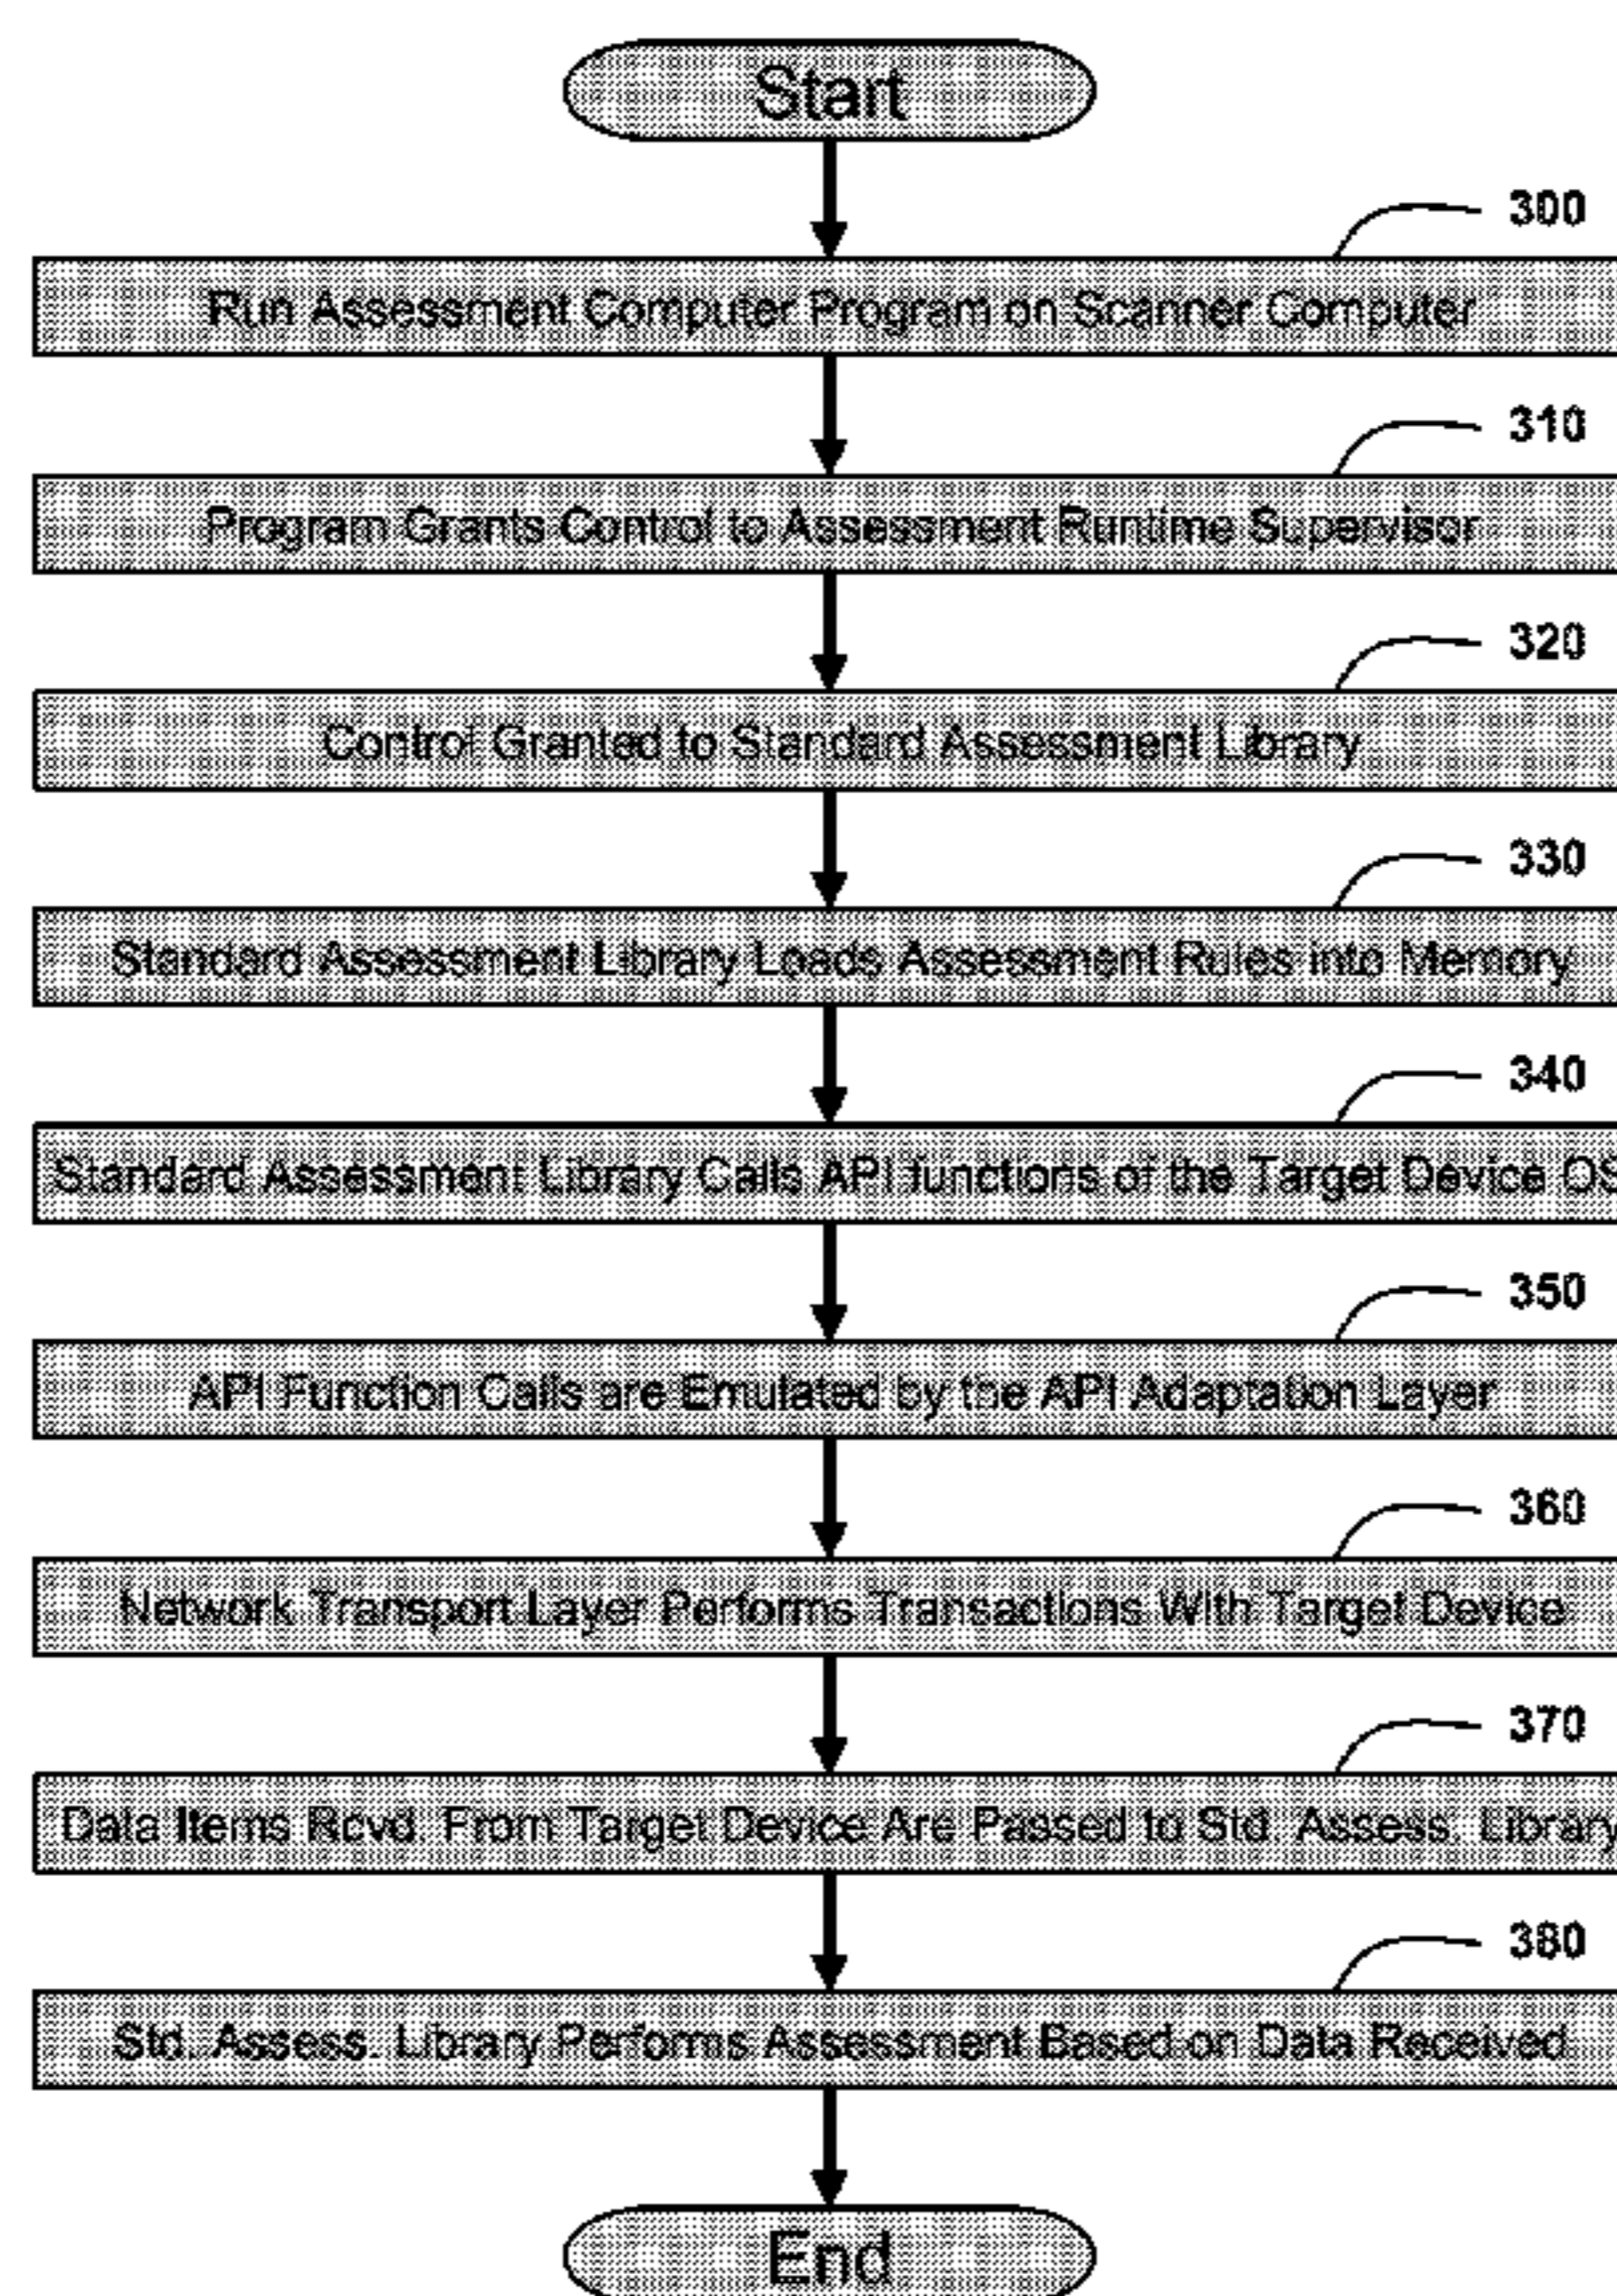 Start
300
Run Assessment Computer Program on Scanner Computer
310
Program Grants Control to Assessment Runtime Supervisor
320
Control Granted to Standard Assessment Library
330
Standard Assessment Library Loads Assessment Rules into Memory
340
Standard Assessment Library Calls API functions of the Target Device OS
350
API Function Calls are Emulated by the API Adaptation Layer
360
Network Transport Layer Performs Transactions With Target Device
370
Data Items Rcvd. From Target Device Are Passed to Std. Assess. Library
380
Std. Assess. Library Performs Assessment Based on Data Received
End